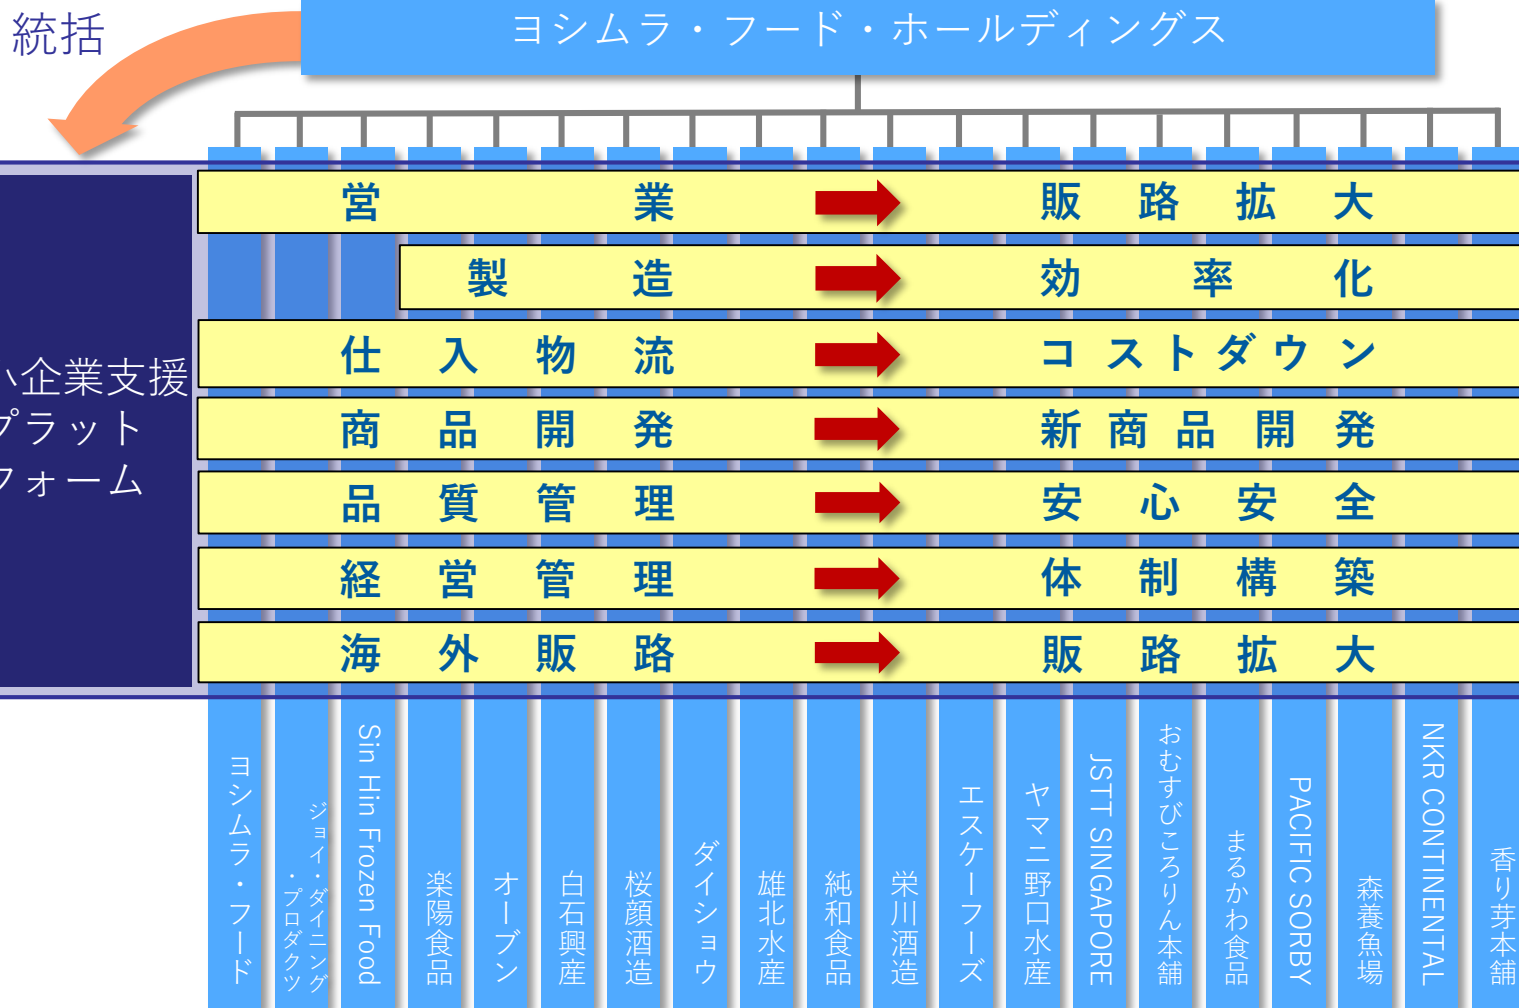 統括
ヨシムラ・フード・ホールディングス
営業 販路拡大
製造 効率化
仕入物流 コストダウン
商品開発 新商品開発
品質管理 安心安全
経営管理 体制構築
海外販路 販路拡大
小企業支援
プラット
フォーム
ヨシムラ・フード
ジョイ・ダイニング
・プロダクツ
Sin Hin Frozen Food
楽陽食品
オーブン
白石興産
桜顔酒造
ダイショウ
雄北水産
純和食品
栄川酒造
エスケーフーズ
ヤマニ野口水産
JSTT SINGAPORE
おむすびころりん本舗
まるかわ食品
PACIFIC SORBY
森養魚場
NKR CONTINENTAL
香り芽本舗